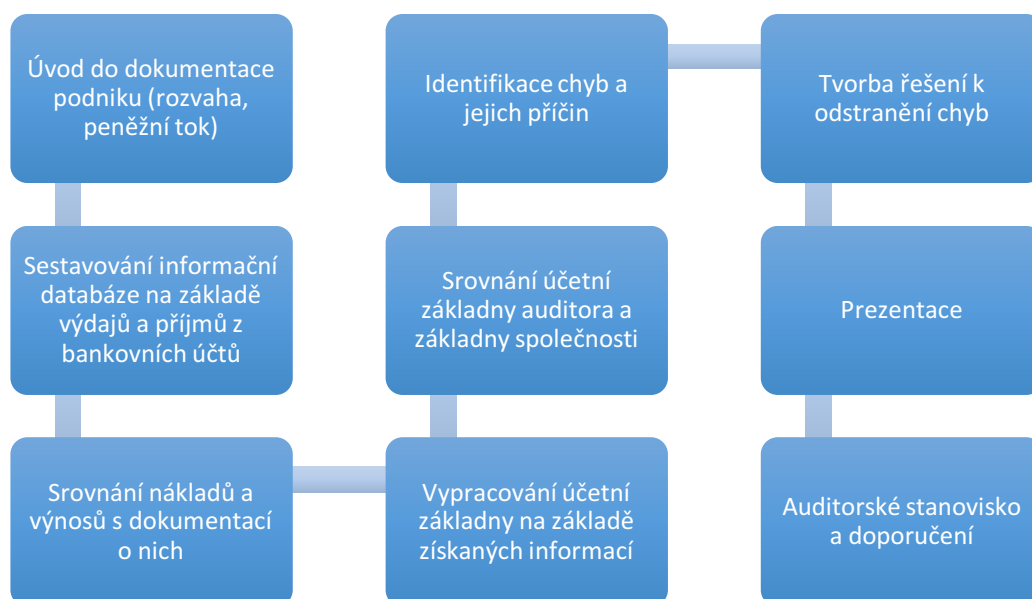 Úvod do dokumentace
podniku (rozvaha,
peněžní tok)
Sestavování informační
databáze na základě
výdajů a příjmů z
bankovních účtů
Srovnání nákladů a
výnosů s dokumentací
o nich
Vypracování účetní
základny na základě
získaných informací
Srovnání účetní
základny auditora a
základny společnosti
Identifikace chyb a
jejich příčin
Tvorba řešení k
odstranění chyb
Prezentace
Auditorské stanovisko
a doporučení